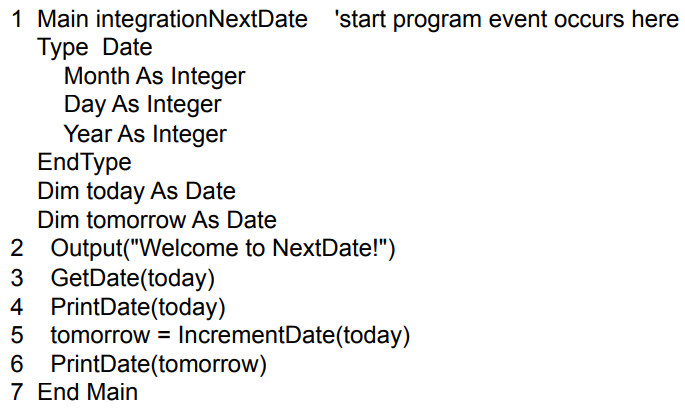 1 Main integrationNextDate 'start program event occurs here
Type Date
Month As Integer
Day As Integer
Year As Integer
EndType
Dim today As Date
Dim tomorrow As Date
2 Output("Welcome to NextDate!")
3 GetDate(today)
4 PrintDate(today)
5 tomorrow = IncrementDate(today)
6 PrintDate(tomorrow)
7 End Main